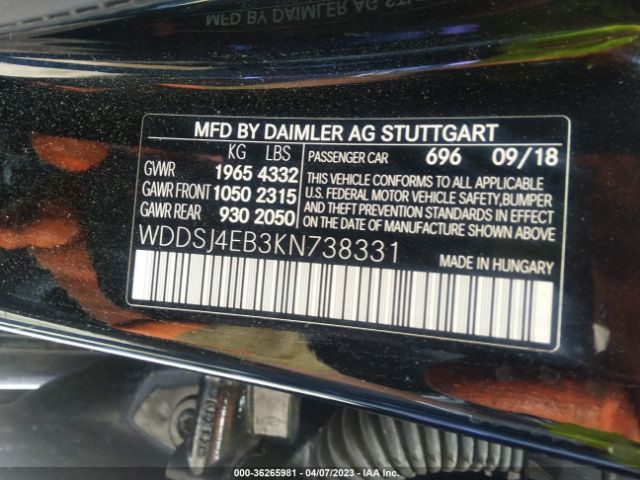 MFD BY DAIMLER AG STUTTGART
KG LBS
GVWR 1965 4332
GAWR FRONT 1050 2315
GAWR REAR 930 2050
PASSENGER CAR 696 09/18
THIS VEHICLE CONFORMS TO ALL APPLICABLE
U.S. FEDERAL MOTOR VEHICLE SAFETY, BUMPER
AND THEFT PREVENTION STANDARDS IN EFFECT
ON THE DATE OF MANUFACTURE SHOWN ABOVE.
WDDSJ4EB3KN738331
MADE IN HUNGARY
000-36265981 - 04/07/2023 - IAA Inc.